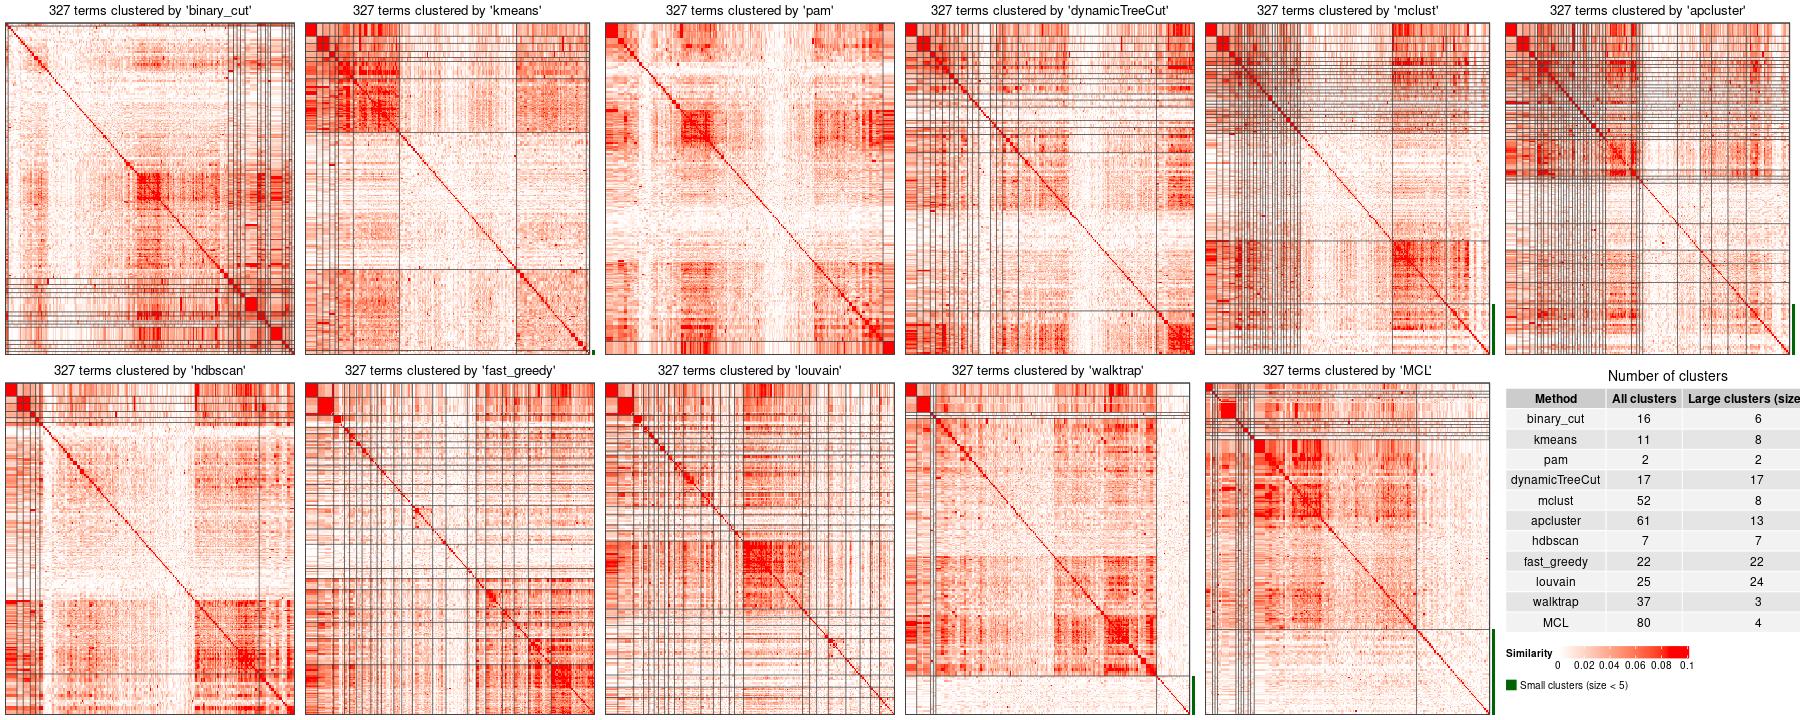 327 terms clustered by 'binary_cut'
327 terms clustered by 'kmeans'
327 terms clustered by 'pam'
327 terms clustered by 'dynamicTreeCut'
327 terms clustered by 'mclust'
327 terms clustered by 'apcluster'
327 terms clustered by 'hdbscan'
327 terms clustered by 'fast_greedy'
327 terms clustered by 'louvain'
327 terms clustered by 'walktrap'
327 terms clustered by 'MCL'
Number of clusters
Method All clusters Large clusters (size
binary_cut 16 6
kmeans 11 8
pam 2 2
dynamicTreeCut 17 17
mclust 52 8
apcluster 61 13
hdbscan 7 7
fast_greedy 22 22
louvain 25 24
walktrap 37 3
MCL 80 4
Similarity
0 0.02 0.04 0.06 0.08 0.1
Small clusters (size < 5)